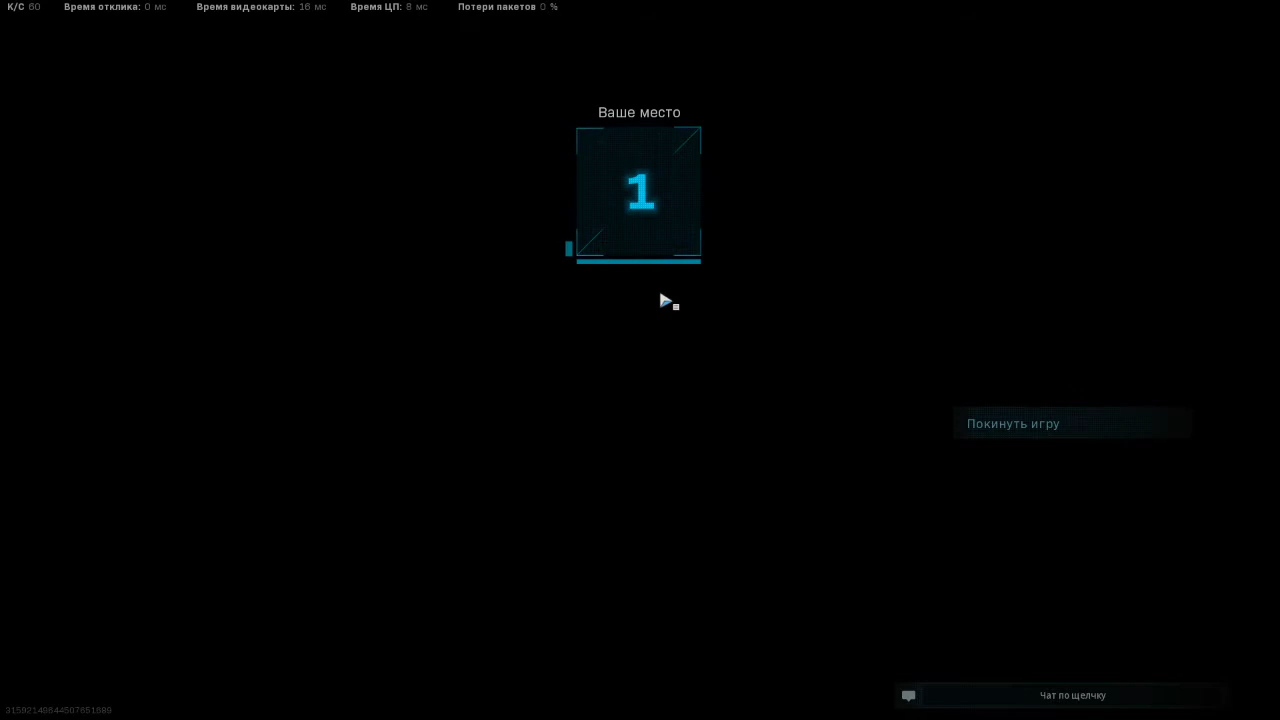 К/С 60 Время отклика: 0 мс Время видеокарты: 16 мс Время ЦП: 8 мс Потери пакетов 0 %
Ваше место
1
Покинуть игру
Чат по щелчку